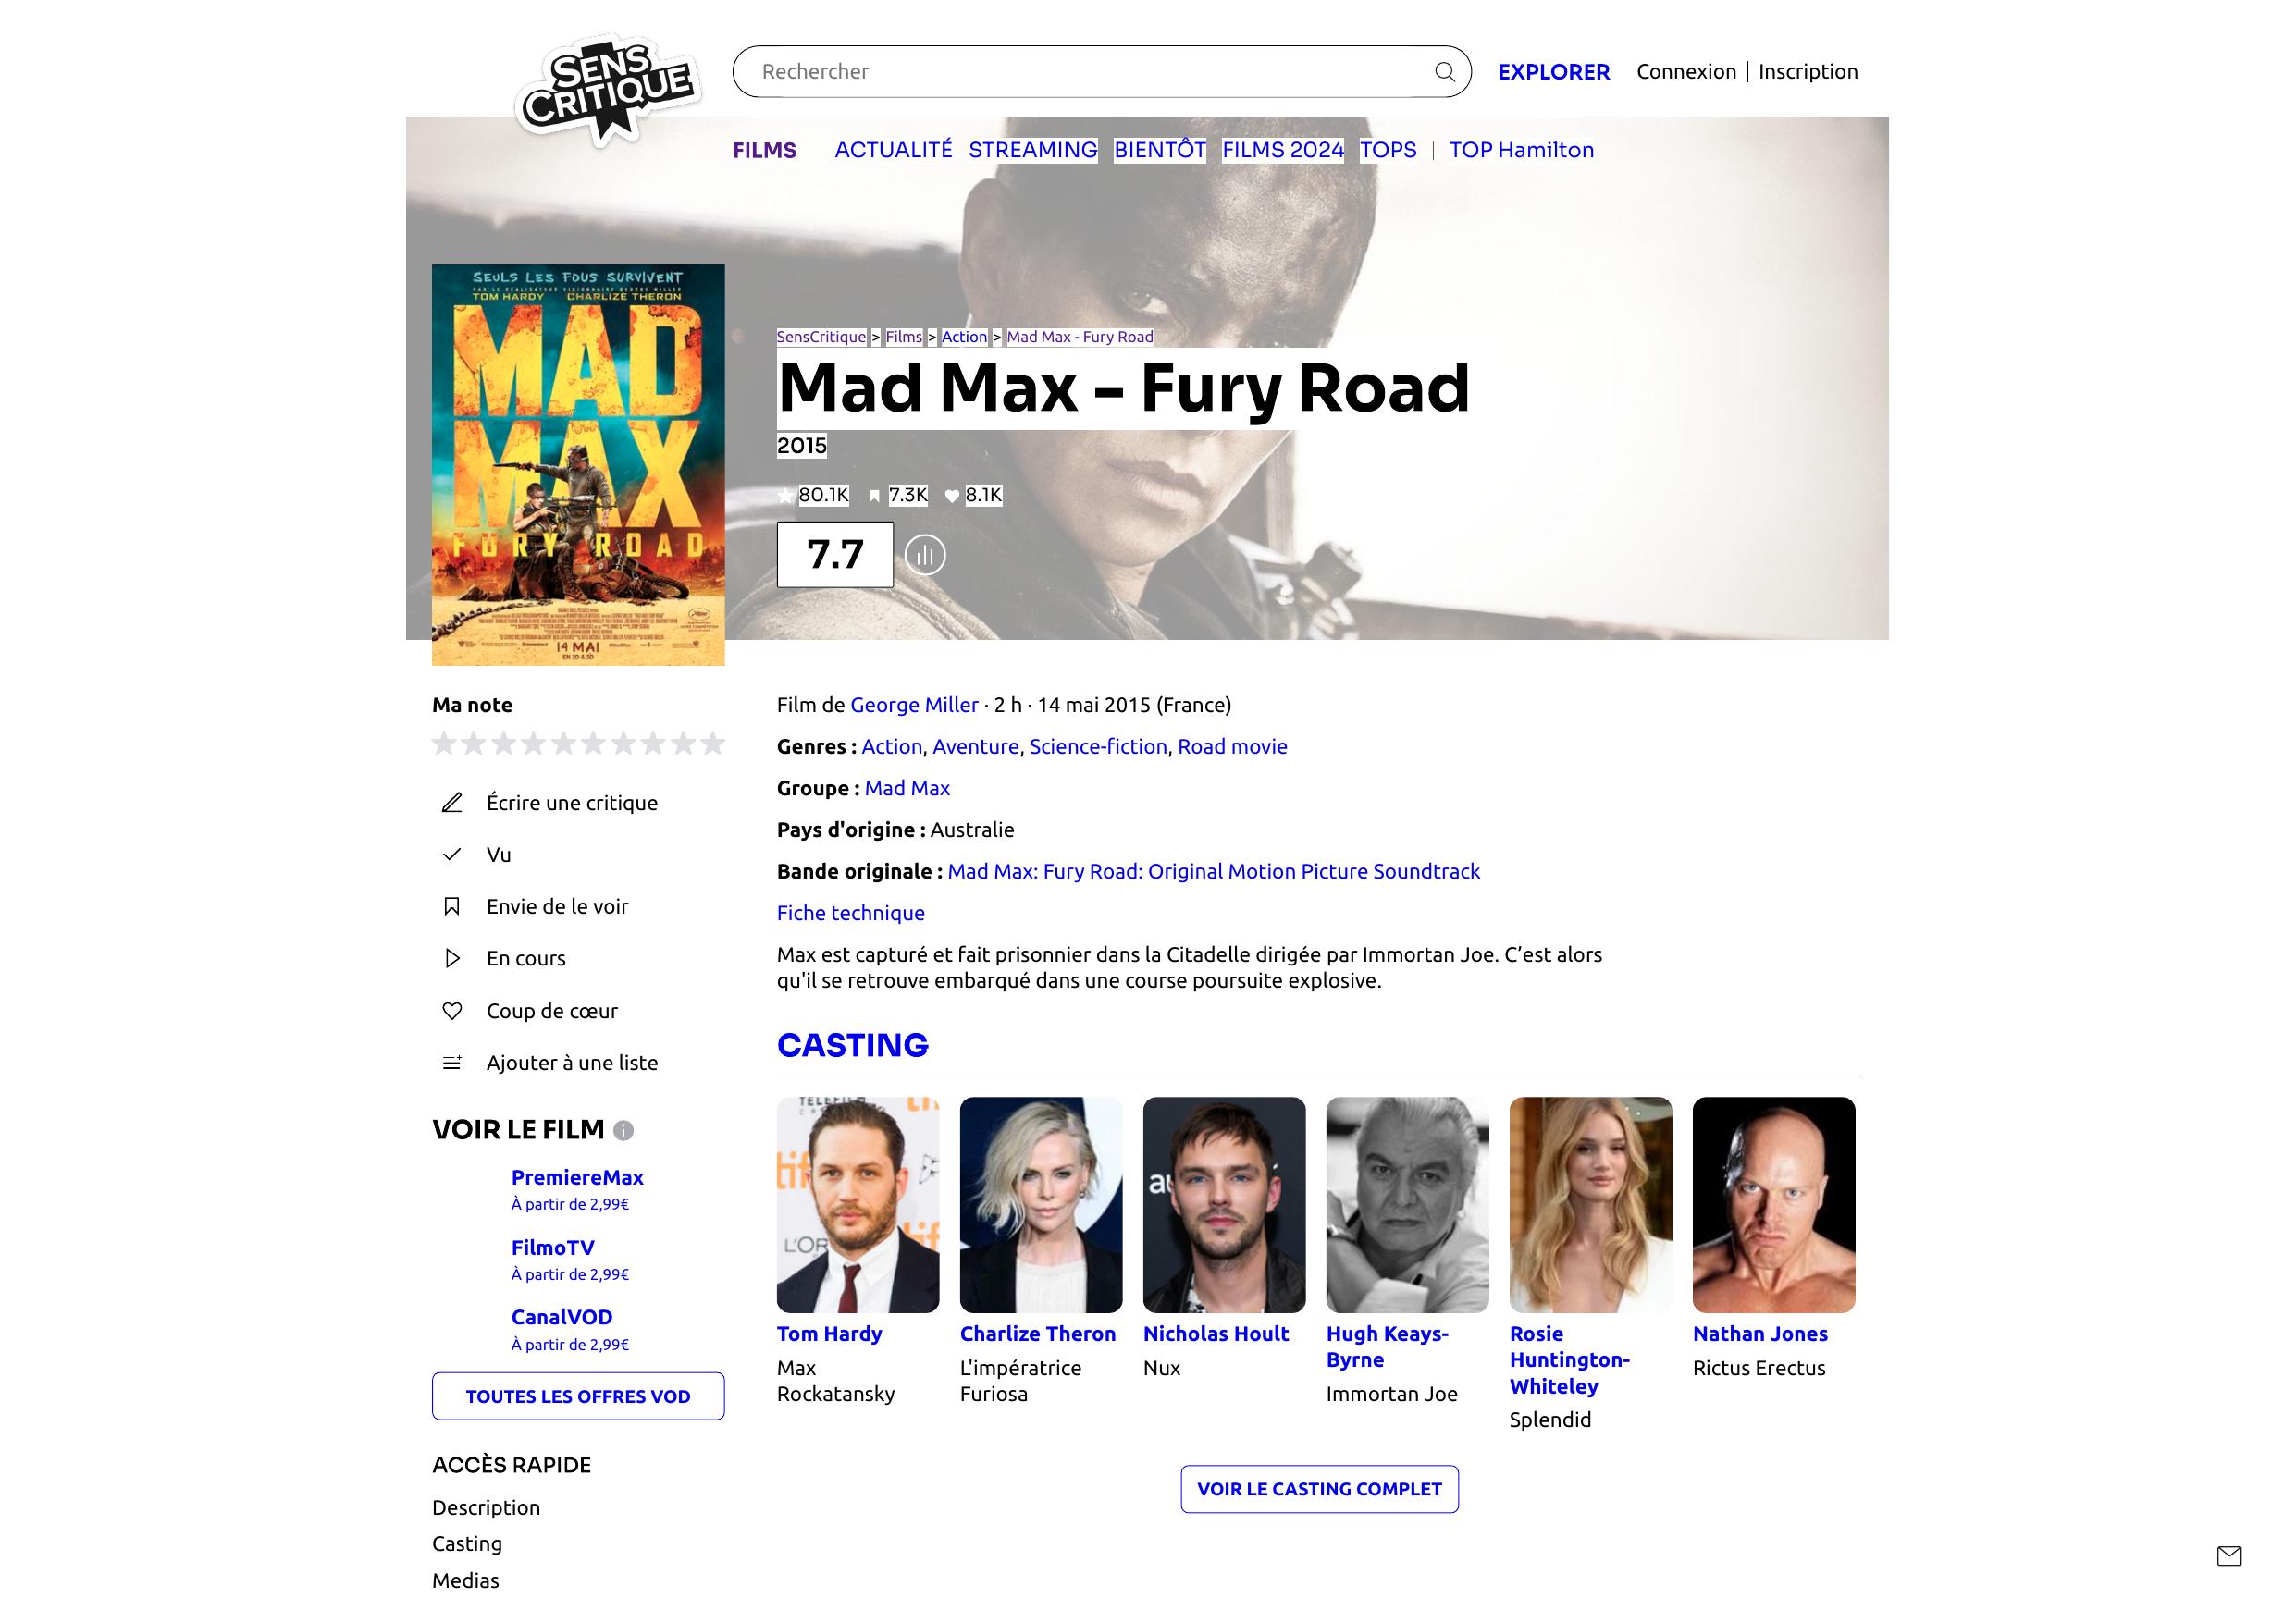 SENS
CRITIQUE
Rechercher
EXPLORER
Connexion | Inscription
FILMS
ACTUALITÉ STREAMING BIENTÔT FILMS 2024 TOPS | TOP Hamilton
SEULS LES FOUS SURVIVENT
PAR LE RÉALISATEUR VISIONNAIRE GEORGE MILLER
TOM HARDY CHARLIZE THERON
MAD
MAX
FURY ROAD
14 MAI
EN 2D & 3D
SensCritique > Films > Action > Mad Max - Fury Road
Mad Max - Fury Road
2015
80.1K 7.3K 8.1K
7.7
Ma note
Écrire une critique
Vu
Envie de le voir
En cours
Coup de cœur
Ajouter à une liste
VOIR LE FILM
PremiereMax
À partir de 2,99€
FilmoTV
À partir de 2,99€
CanalVOD
À partir de 2,99€
TOUTES LES OFFRES VOD
ACCÈS RAPIDE
Description
Casting
Medias
Film de George Miller · 2 h · 14 mai 2015 (France)
Genres : Action, Aventure, Science-fiction, Road movie
Groupe : Mad Max
Pays d'origine : Australie
Bande originale : Mad Max: Fury Road: Original Motion Picture Soundtrack
Fiche technique
Max est capturé et fait prisonnier dans la Citadelle dirigée par Immortan Joe. C’est alors
qu'il se retrouve embarqué dans une course poursuite explosive.
CASTING
Tom Hardy
Max
Rockatansky
Charlize Theron
L'impératrice
Furiosa
Nicholas Hoult
Nux
Hugh Keays-
Byrne
Immortan Joe
Rosie
Huntington-
Whiteley
Splendid
Nathan Jones
Rictus Erectus
VOIR LE CASTING COMPLET